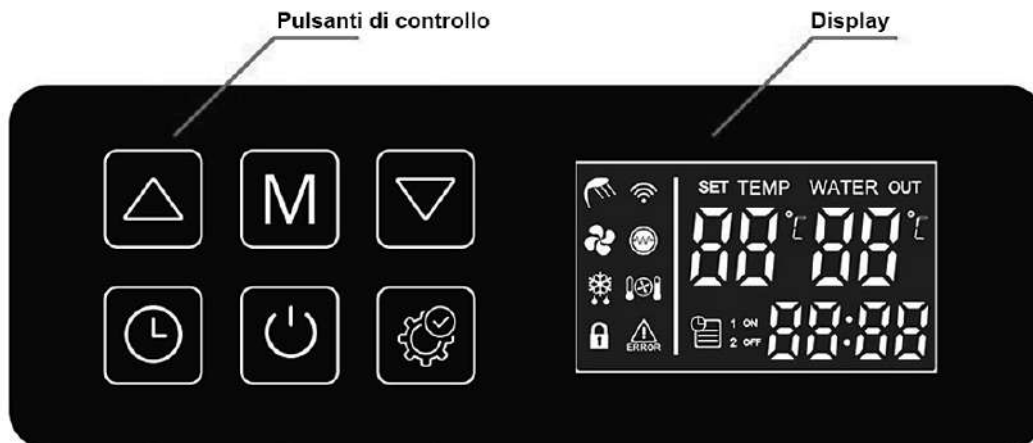 Pulsanti di controllo
Display
M
SET TEMP WATER OUT
88°C 88°C
1 ON
2 OFF
88:88
ERROR